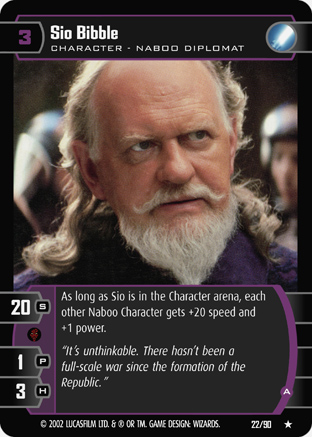 3 Sio Bibble
CHARACTER - NABOO DIPLOMAT
20 S
1 P
3 H
As long as Sio is in the Character arena, each
other Naboo Character gets +20 speed and
+1 power.
"It's unthinkable. There hasn't been a
full-scale war since the formation of the
Republic."
A
© 2002 LUCASFILM LTD. & ® OR TM. GAME DESIGN: WIZARDS. 22/90 ★